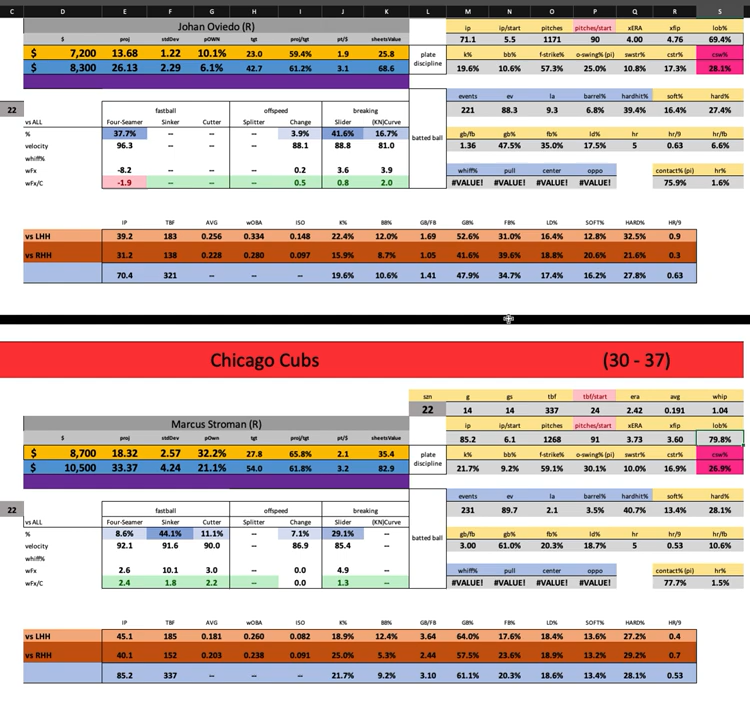 C D E F G H I J K L M N O P Q R S
Johan Oviedo (R) ip ip/start pitches pitches/start xERA xfip lob%
$ proj stdDev pOWN tgt proj/tgt pt/$ sheetsValue 71.1 5.5 1171 90 4.00 4.76 69.4%
$ 7,200 13.68 1.22 10.1% 23.0 59.4% 1.9 25.8 plate discipline k% bb% f-strike% o-swing% (pi) swstr% cstr% csw%
$ 8,300 26.13 2.29 6.1% 42.7 61.2% 3.1 68.6 19.6% 10.6% 57.3% 25.0% 10.8% 17.3% 28.1%
events ev la barrel% hardhit% soft% hard%
22 fastball offspeed breaking 221 88.3 9.3 6.8% 39.4% 16.4% 27.4%
vs ALL Four-Seamer Sinker Cutter Splitter Change Slider (KN)Curve
% 37.7% -- -- -- 3.9% 41.6% 16.7% batted ball gb/fb gb% fb% ld% hr hr/9 hr/fb
velocity 96.3 -- -- -- 88.1 88.8 81.0 1.36 47.5% 35.0% 17.5% 5 0.63 6.6%
whiff%
wFx -8.2 -- -- -- 0.2 3.6 3.9 whiff% pull center oppo contact% (pi) hr%
wFx/C -1.9 -- -- -- 0.5 0.8 2.0 #VALUE! #VALUE! #VALUE! #VALUE! 75.9% 1.6%
IP TBF AVG wOBA ISO K% BB% GB/FB GB% FB% LD% SOFT% HARD% HR/9
vs LHH 39.2 183 0.256 0.334 0.148 22.4% 12.0% 1.69 52.6% 31.0% 16.4% 12.8% 32.5% 0.9
vs RHH 31.2 138 0.228 0.280 0.097 15.9% 8.7% 1.05 41.6% 39.6% 18.8% 20.6% 21.6% 0.3
70.4 321 -- -- -- 19.6% 10.6% 1.41 47.9% 34.7% 17.4% 16.2% 27.8% 0.63
Chicago Cubs (30 - 37)
szn g gs tbf tbf/start era avg whip
22 14 14 337 24 2.42 0.191 1.04
Marcus Stroman (R) ip ip/start pitches pitches/start xERA xfip lob%
$ proj stdDev pOwn tgt proj/tgt pt/$ sheetsValue 85.2 6.1 1268 91 3.73 3.60 79.8%
$ 8,700 18.32 2.57 32.2% 27.8 65.8% 2.1 35.4 plate discipline k% bb% f-strike% o-swing% (pi) swstr% cstr% csw%
$ 10,500 33.37 4.24 21.1% 54.0 61.8% 3.2 82.9 21.7% 9.2% 59.1% 30.1% 10.0% 16.9% 26.9%
events ev la barrel% hardhit% soft% hard%
22 fastball offspeed breaking 231 89.7 2.1 3.5% 40.7% 13.4% 28.1%
vs ALL Four-Seamer Sinker Cutter Splitter Change Slider (KN)Curve
% 8.6% 44.1% 11.1% -- 7.1% 29.1% -- batted ball gb/fb gb% fb% ld% hr hr/9 hr/fb
velocity 92.1 91.6 90.0 -- 86.9 85.4 -- 3.00 61.0% 20.3% 18.7% 5 0.53 10.6%
whiff%
wFx 2.6 10.1 3.0 -- 0.0 4.9 -- whiff% pull center oppo contact% (pi) hr%
wFx/C 2.4 1.8 2.2 -- 0.0 1.3 -- #VALUE! #VALUE! #VALUE! #VALUE! 77.7% 1.5%
IP TBF AVG wOBA ISO K% BB% GB/FB GB% FB% LD% SOFT% HARD% HR/9
vs LHH 45.1 185 0.181 0.260 0.082 18.9% 12.4% 3.64 64.0% 17.6% 18.4% 13.6% 27.2% 0.4
vs RHH 40.1 152 0.203 0.238 0.091 25.0% 5.3% 2.44 57.5% 23.6% 18.9% 13.2% 29.2% 0.7
85.2 337 -- -- -- 21.7% 9.2% 3.10 61.1% 20.3% 18.6% 13.4% 28.1% 0.53